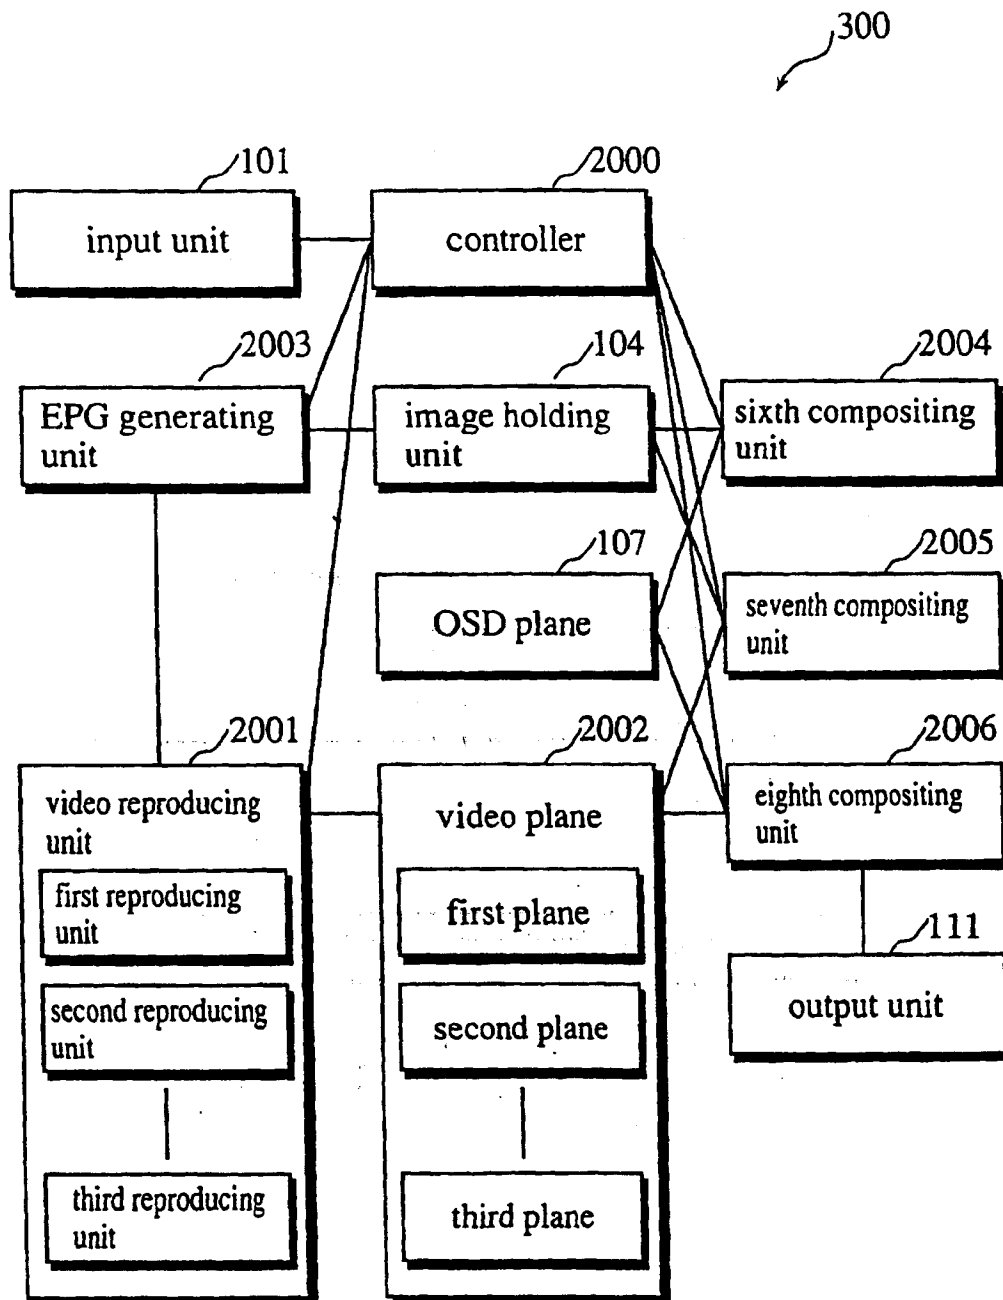 300
101
input unit
2000
controller
2003
EPG generating
unit
104
image holding
unit
2004
sixth compositing
unit
107
OSD plane
2005
seventh compositing
unit
2001
video reproducing
unit
first reproducing
unit
second reproducing
unit
third reproducing
unit
2002
video plane
first plane
second plane
third plane
2006
eighth compositing
unit
111
output unit